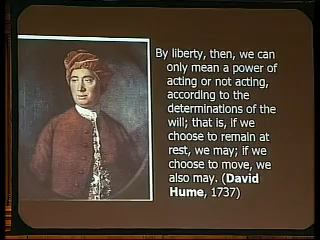 By liberty, then, we can
only mean a power of
acting or not acting,
according to the
determinations of the
will; that is, if we
choose to remain at
rest, we may; if we
choose to move, we
also may. (David
Hume, 1737)